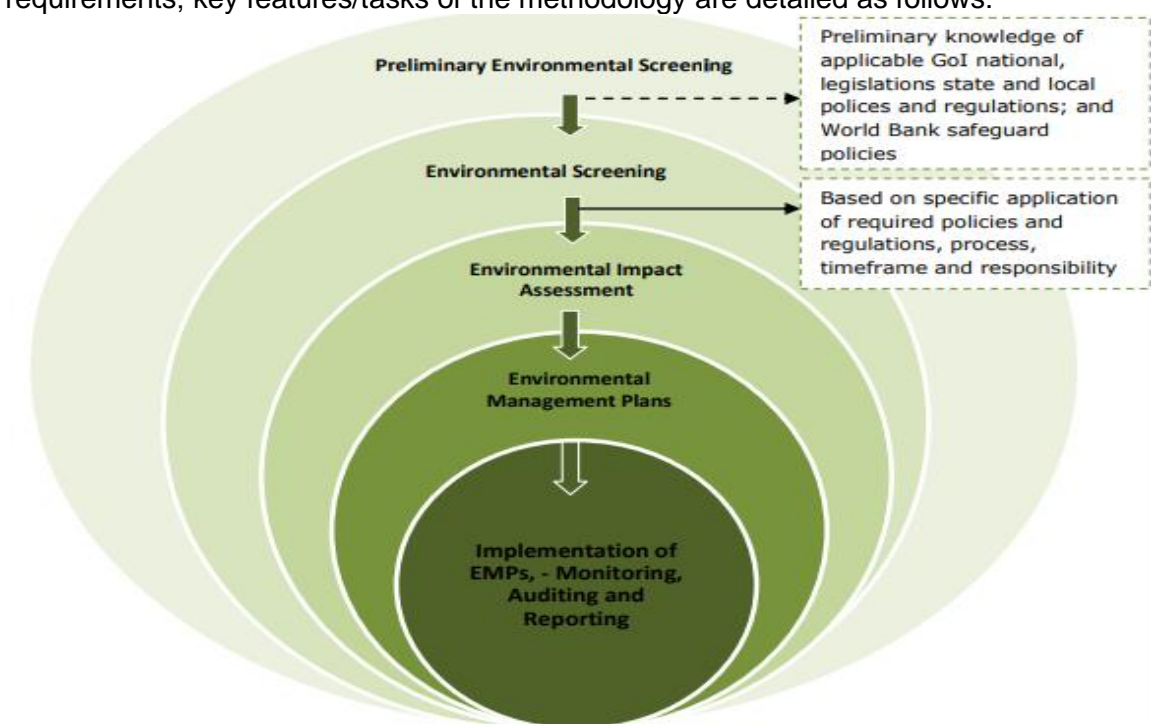 requirements, key features/tasks of the methodology are detailed as follows:
Preliminary Environmental Screening
Preliminary knowledge of
applicable GoI national,
legislations state and local
polices and regulations; and
World Bank safeguard
policies
Environmental Screening
Based on specific application
of required policies and
regulations, process,
timeframe and responsibility
Environmental Impact
Assessment
Environmental
Management Plans
Implementation of
EMPs, - Monitoring,
Auditing and
Reporting